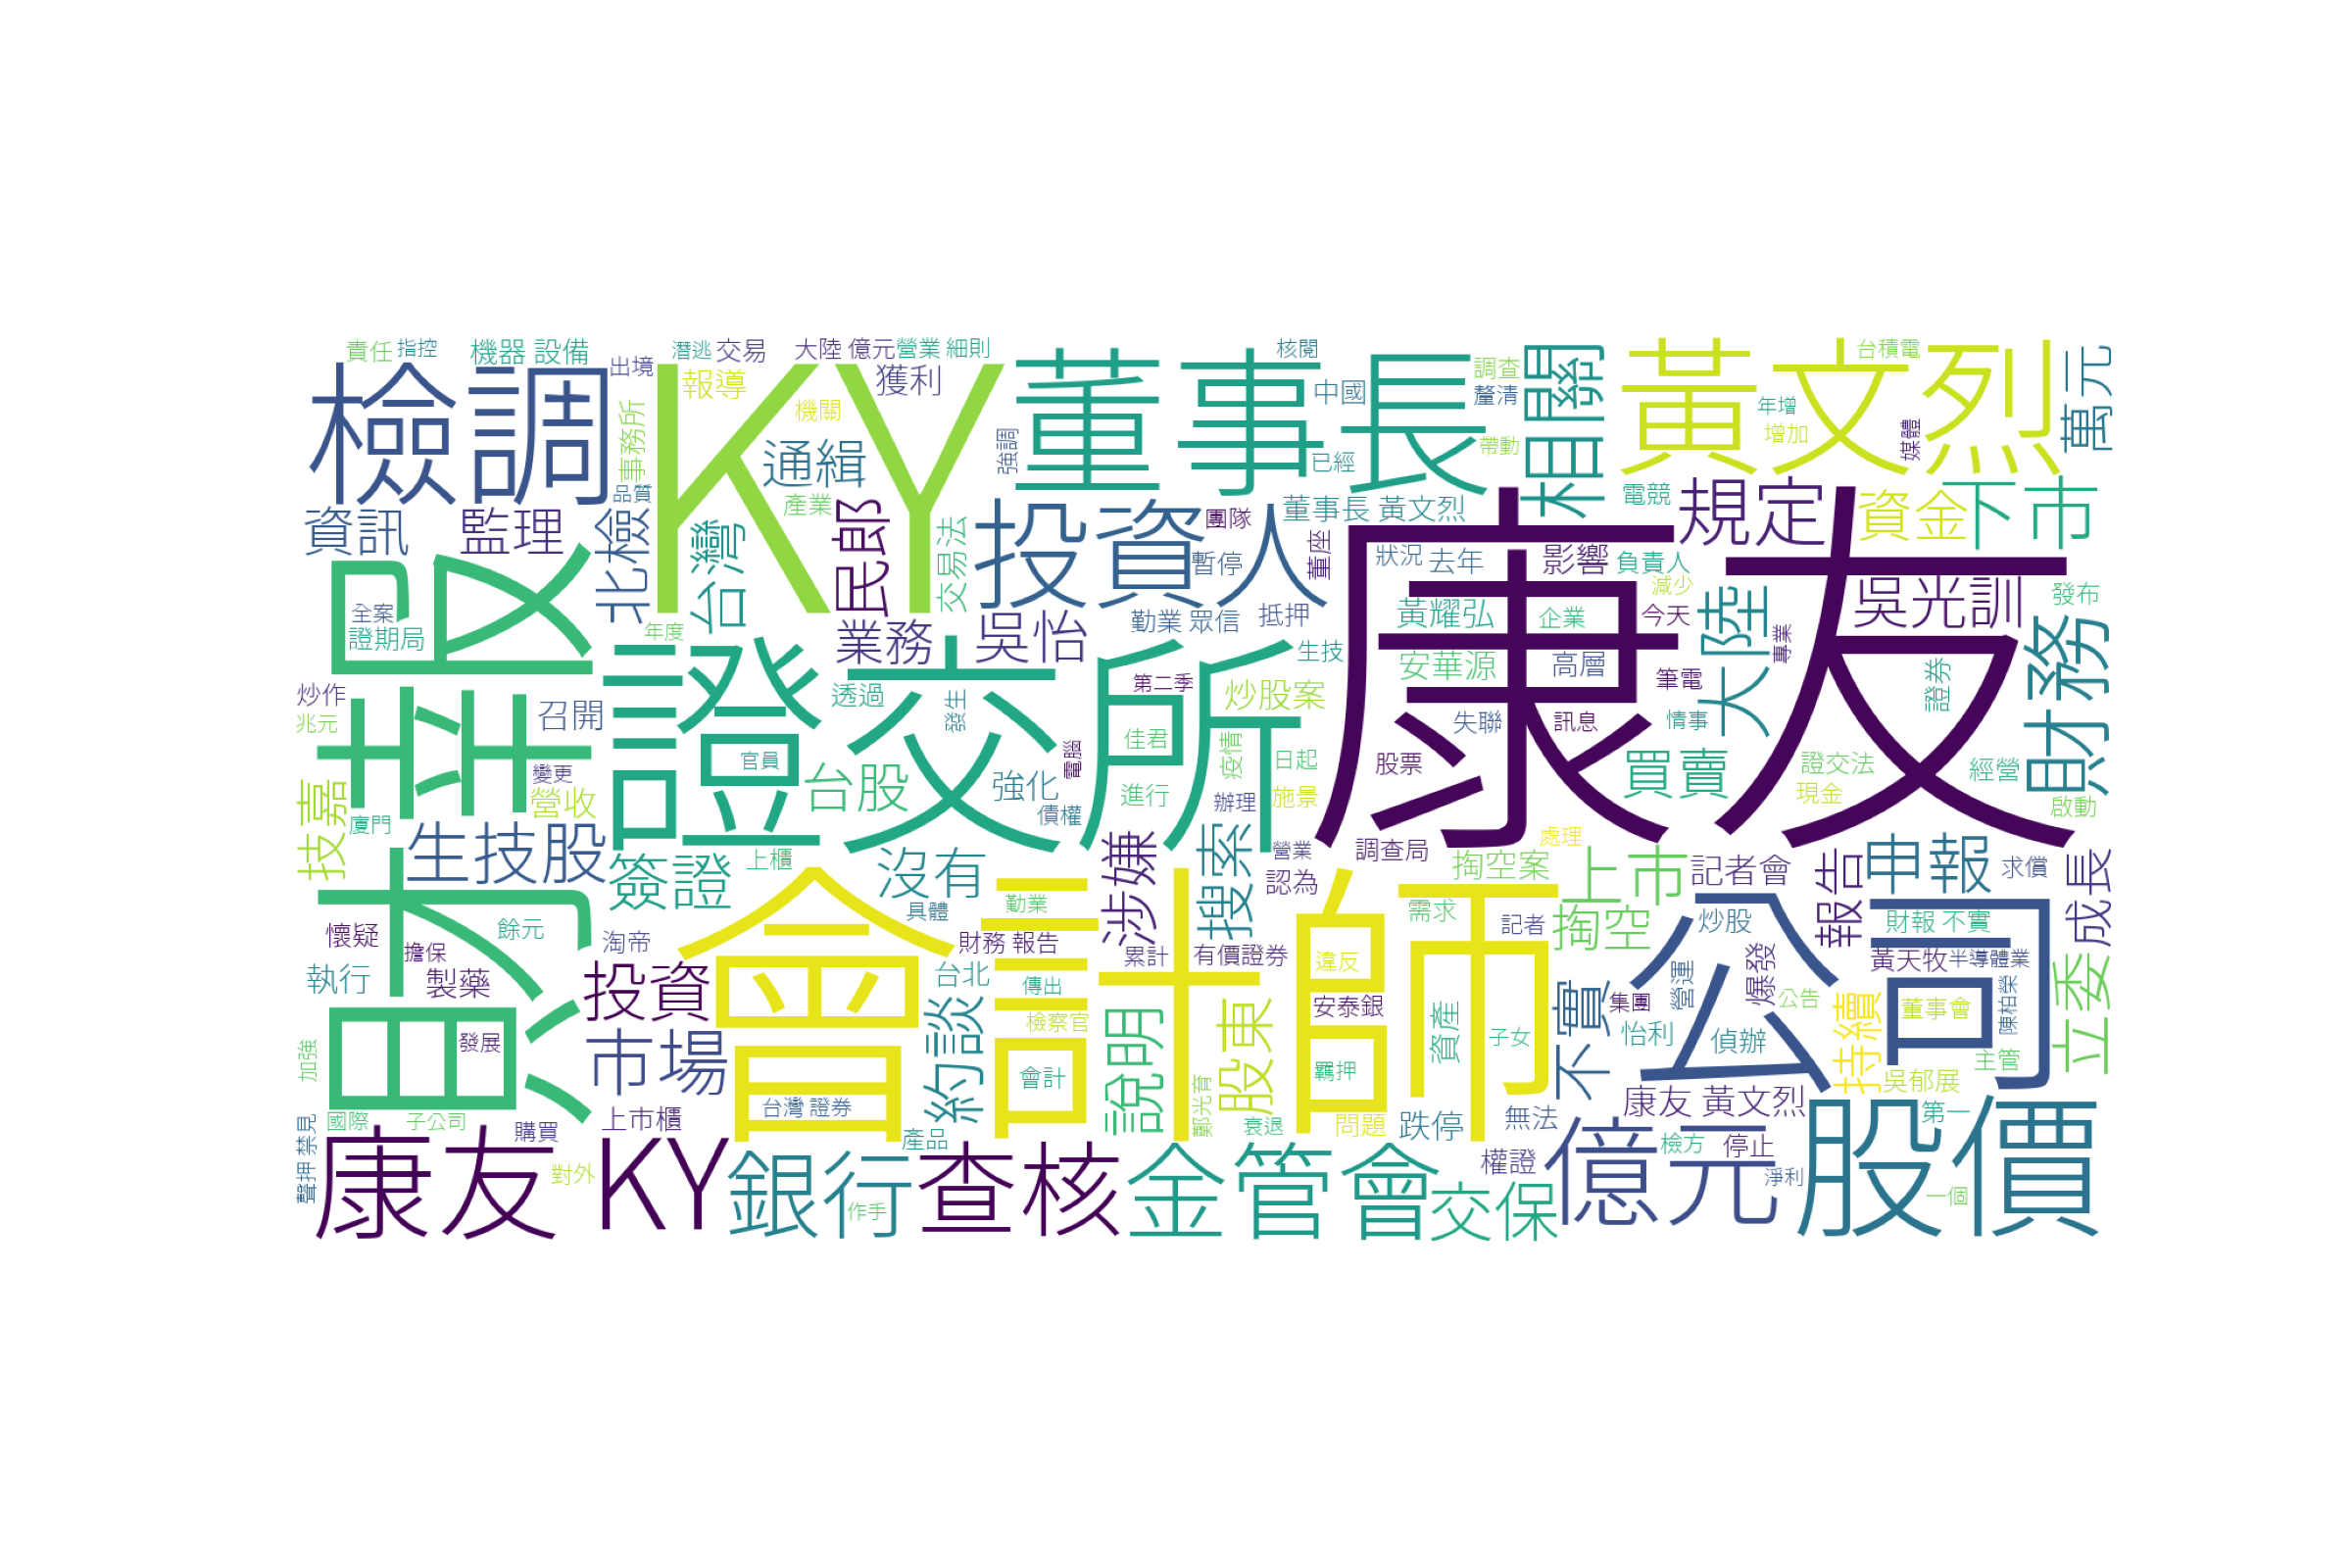 責任 指控 機器 設備 潛逃 交易 大陸 億元 營業 細則
核閱
台積電
檢調
出境
報導
KY
獲利
董事長
中國
調查
相關
黃文烈
年增
萬元
機關
釐清
增加
媒體
事務所
通緝
強調
已經
帶動
品質
產業
董事長 黃文烈
電競
資金
下市
資訊
監理
北檢
台灣
民郎
交易法
投資人
團隊
暫停
董座
狀況
去年
影響
規定
負責人
減少
康友
吳光訓
發布
財報
全案
證期局
年度
業務
吳怡
勤業 眾信
抵押
黃耀弘
企業
今天
大陸
專業
證交所
生技
安華源
高層
筆電
證券
財務
炒作
兆元
召開
透過
發生
第二季
炒股案
失聯
訊息
情事
官員
佳君
疫情
日起
股票
買賣
證交法
經營
技嘉
變更
營收
台股
強化
電腦
債權
進行
辦理
施景
現金
啟動
廈門
生技股
簽證
上櫃
沒有
涉嫌
搜索
營業
調查局
處理
掏空案
上市
記者會
報告
申報
求償
成長
認為
會計師
具體
勤業
需求
記者
掏空
炒股
公司
財報 不實
懷疑
擔保
餘元
淘帝
財務 報告
累計
有價證券
違反
不實
爆發
黃天牧
半導體業
執行
製藥
投資
台北
傳出
安泰銀
集團
營運
公告
董事會
陳柏榮
立委
加強
發展
市場
約談
檢察官
說明
股東
資產
子女
怡利
偵辦
持續
主管
會計
羈押
吳郁展
聲押 禁見
國際
子公司
購買
上市櫃
台灣 證券
產品
鄭光育
衰退
問題
跌停
無法
康友 黃文烈
第一
康友 KY
對外
銀行
作手
查核
金管會
交保
權證
億元
檢方
停止
淨利
股價
一個